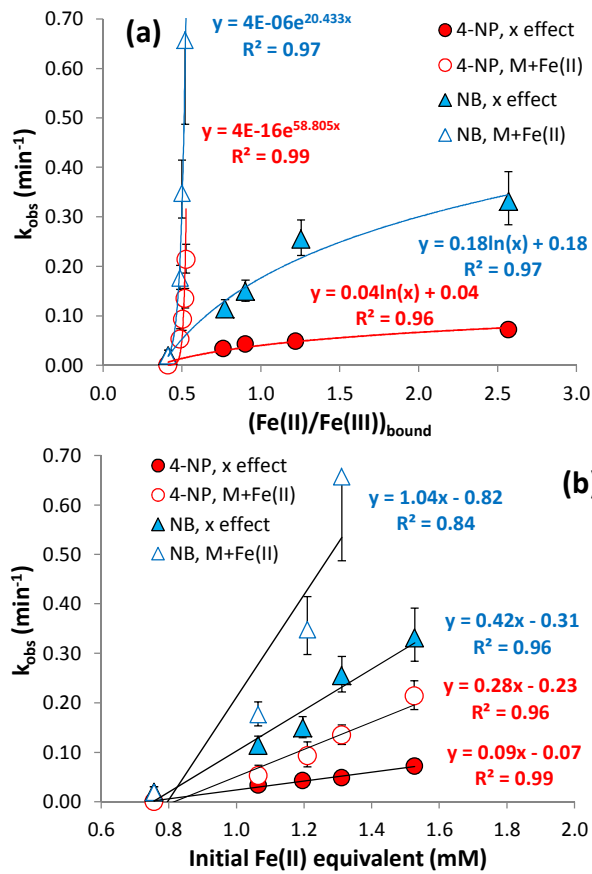 (a)
y = 4E-06e^20.433x
R² = 0.97
4-NP, x effect
4-NP, M+Fe(II)
NB, x effect
NB, M+Fe(II)
y = 4E-16e^58.805x
R² = 0.99
y = 0.18ln(x) + 0.18
R² = 0.97
y = 0.04ln(x) + 0.04
R² = 0.96
k_obs (min⁻¹)
0.70
0.60
0.50
0.40
0.30
0.20
0.10
0.00
0.0 0.5 1.0 1.5 2.0 2.5 3.0
(Fe(II)/Fe(III))_bound
(b)
4-NP, x effect
4-NP, M+Fe(II)
NB, x effect
NB, M+Fe(II)
y = 1.04x - 0.82
R² = 0.84
y = 0.42x - 0.31
R² = 0.96
y = 0.28x - 0.23
R² = 0.96
y = 0.09x - 0.07
R² = 0.99
k_obs (min⁻¹)
0.70
0.60
0.50
0.40
0.30
0.20
0.10
0.00
0.6 0.8 1.0 1.2 1.4 1.6 1.8 2.0
Initial Fe(II) equivalent (mM)